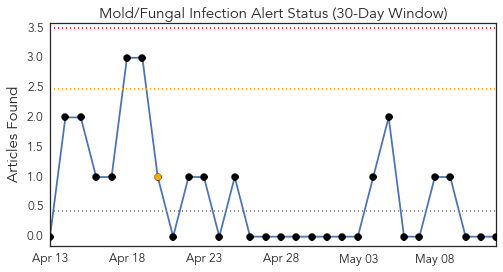 Mold/Fungal Infection Alert Status (30-Day Window)
Articles Found
3.5
3.0
2.5
2.0
1.5
1.0
0.5
0.0
Apr 13
Apr 18
Apr 23
Apr 28
May 03
May 08